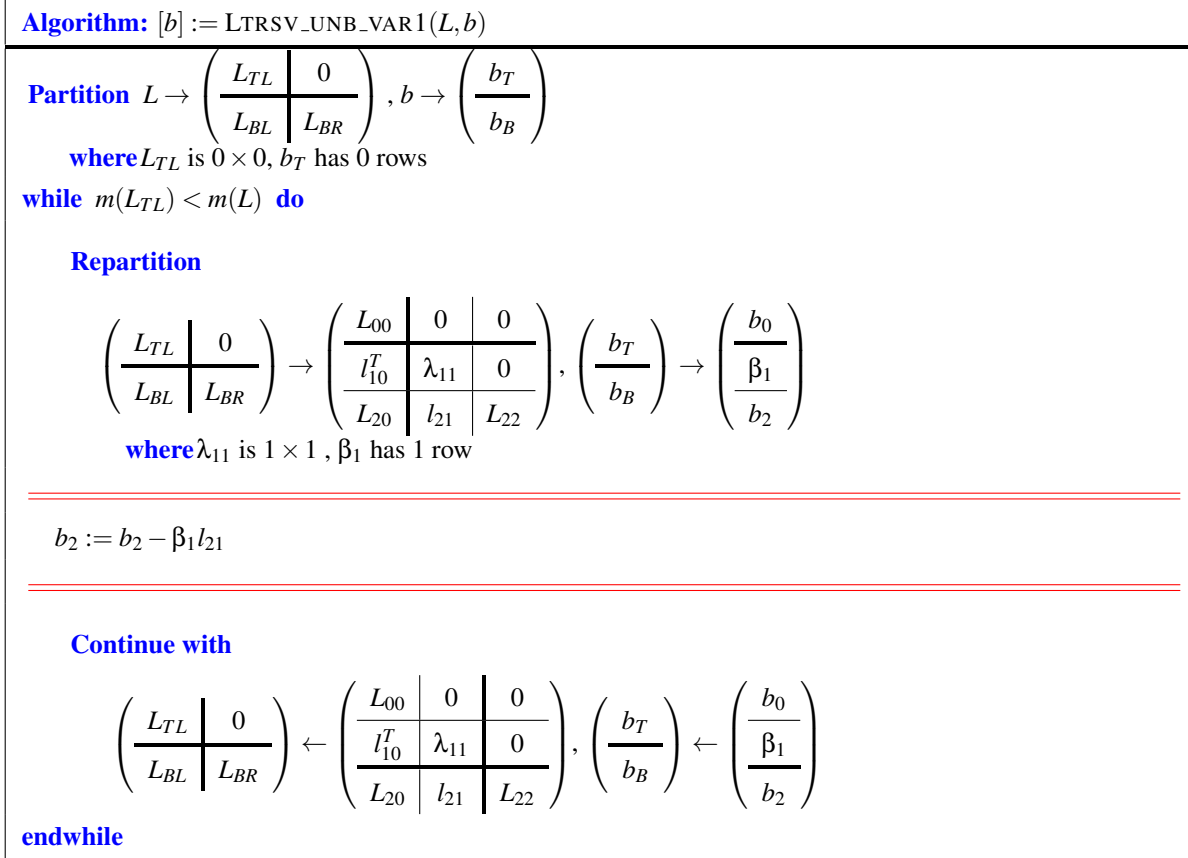 Algorithm: [b] := LTRSV_UNB_VAR1(L,b)
Partition L → ( L_TL | 0 / L_BL | L_BR ) , b → ( b_T / b_B )
where L_TL is 0 × 0, b_T has 0 rows
while m(L_TL) < m(L) do
Repartition
( L_TL | 0 / L_BL | L_BR ) → ( L_00 | 0 | 0 / l_10^T | λ_11 | 0 / L_20 | l_21 | L_22 ) , ( b_T / b_B ) → ( b_0 / β_1 / b_2 )
where λ_11 is 1 × 1 , β_1 has 1 row
b_2 := b_2 − β_1 l_21
Continue with
( L_TL | 0 / L_BL | L_BR ) ← ( L_00 | 0 | 0 / l_10^T | λ_11 | 0 / L_20 | l_21 | L_22 ) , ( b_T / b_B ) ← ( b_0 / β_1 / b_2 )
endwhile